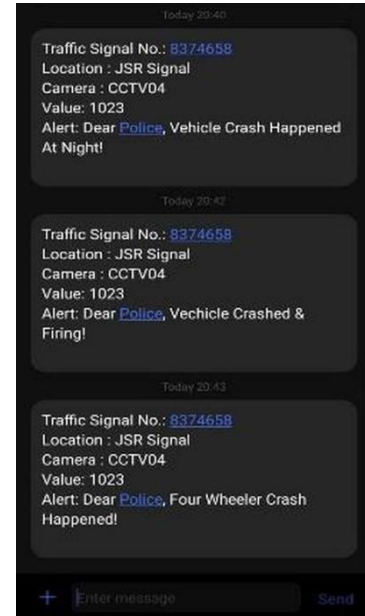 Today 20:40
Traffic Signal No.: 8374658
Location : JSR Signal
Camera : CCTV04
Value: 1023
Alert: Dear Police, Vehicle Crash Happened
At Night!
Today 20:42
Traffic Signal No.: 8374658
Location : JSR Signal
Camera : CCTV04
Value: 1023
Alert: Dear Police, Vechicle Crashed &
Firing!
Today 20:43
Traffic Signal No.: 8374658
Location : JSR Signal
Camera : CCTV04
Value: 1023
Alert: Dear Police, Four Wheeler Crash
Happened!
+ Enter message Send